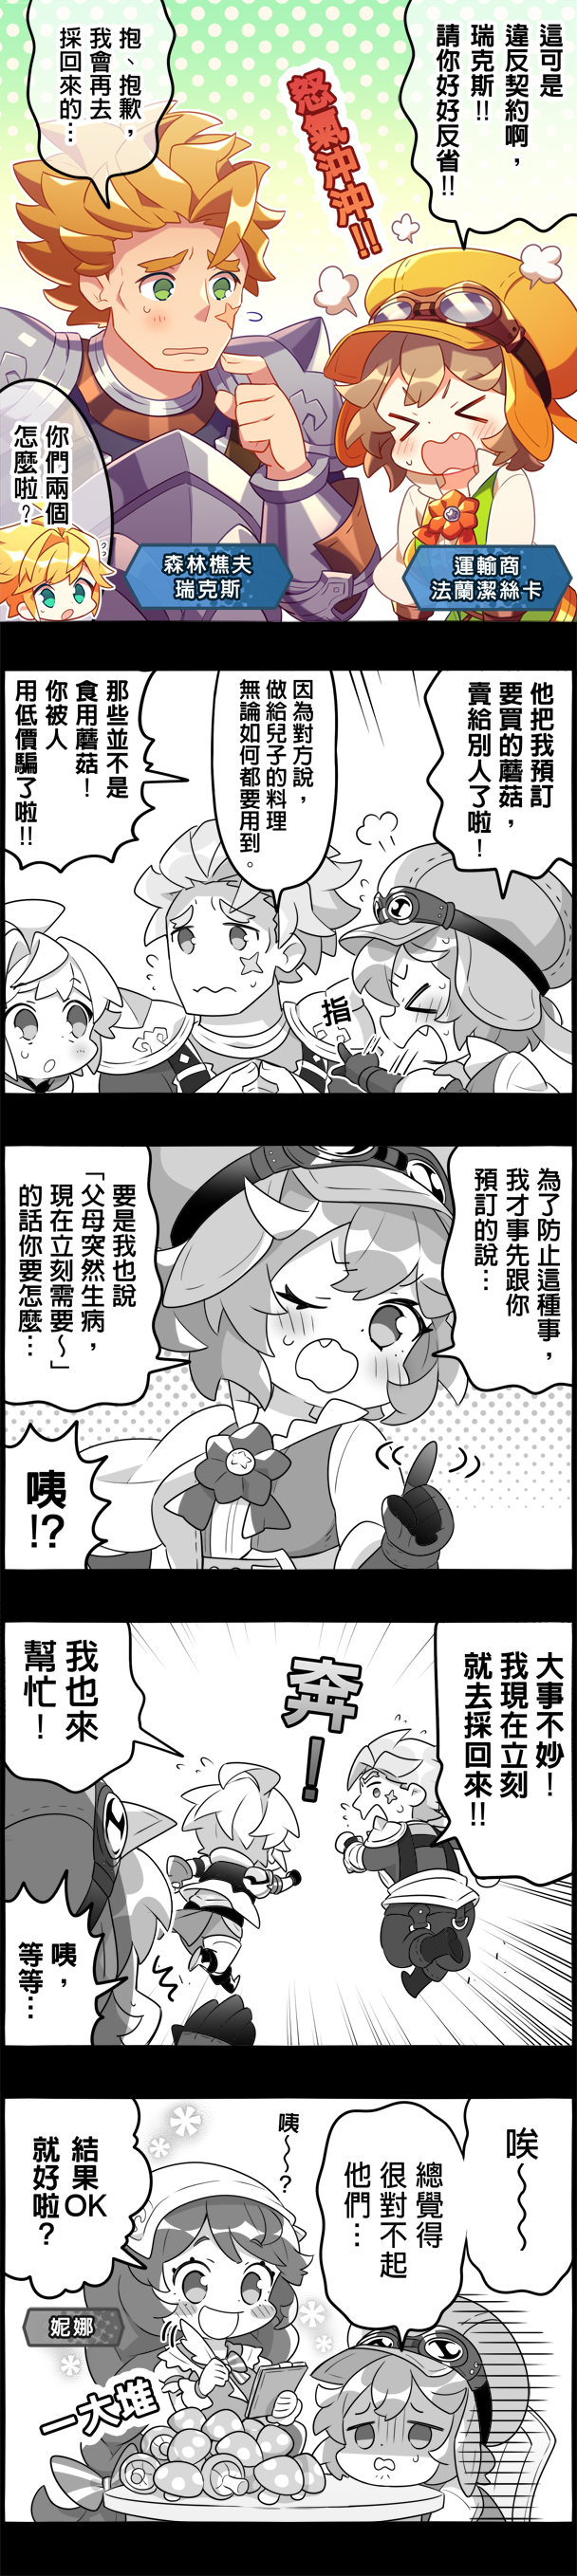 這可是
違反契約啊，
瑞克斯!!
請你好好反省!!
怒氣沖沖!!!
抱、抱歉，
我會再去
採回來的…
你們兩個
怎麼啦？
森林樵夫
瑞克斯
運輸商
法蘭潔絲卡
他把我預訂
要買的蘑菇，
賣給別人了啦！
因為對方說，
做給兒子的料理
無論如何都要用到。
那些並不是
食用蘑菇！
你被人
用低價騙了啦!!
指
為了防止這種事，
我才事先跟你
預訂的說…
要是我也說
「父母突然生病，
現在立刻需要～」
的話你要怎麼…
咦
!?
大事不妙！
我現在立刻
就去採回來!!
奔！
我也來
幫忙！
咦，
等等…
唉～～～
總覺得
很對不起
他們…
咦～？
結果OK
就好啦？
妮娜
一大堆